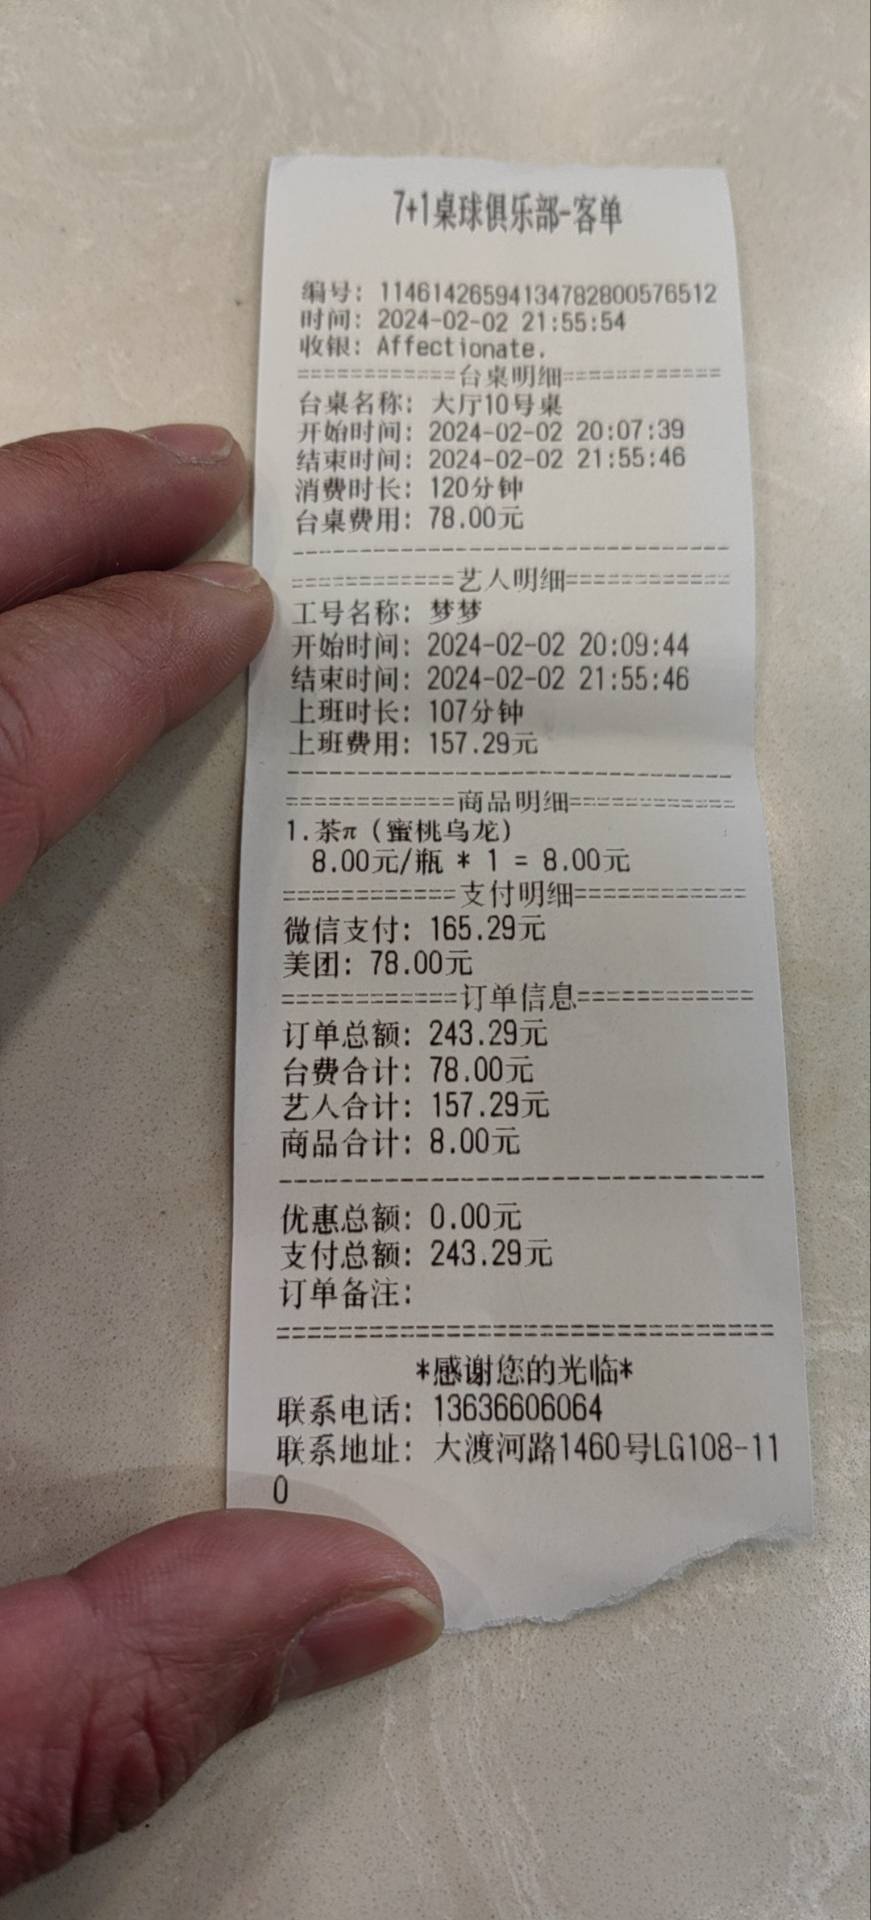 7+1桌球俱乐部-客单
编号: 11461426594134782800576512
时间: 2024-02-02 21:55:54
收银: Affectionate.
============台桌明细============
台桌名称: 大厅10号桌
开始时间: 2024-02-02 20:07:39
结束时间: 2024-02-02 21:55:46
消费时长: 120分钟
台桌费用: 78.00元
--------------------------------
============艺人明细============
工号名称: 梦梦
开始时间: 2024-02-02 20:09:44
结束时间: 2024-02-02 21:55:46
上班时长: 107分钟
上班费用: 157.29元
--------------------------------
============商品明细============
1.茶π(蜜桃乌龙)
8.00元/瓶 * 1 = 8.00元
============支付明细============
微信支付: 165.29元
美团: 78.00元
============订单信息============
订单总额: 243.29元
台费合计: 78.00元
艺人合计: 157.29元
商品合计: 8.00元
--------------------------------
优惠总额: 0.00元
支付总额: 243.29元
订单备注:
================================
*感谢您的光临*
联系电话: 13636606064
联系地址: 大渡河路1460号LG108-11
0